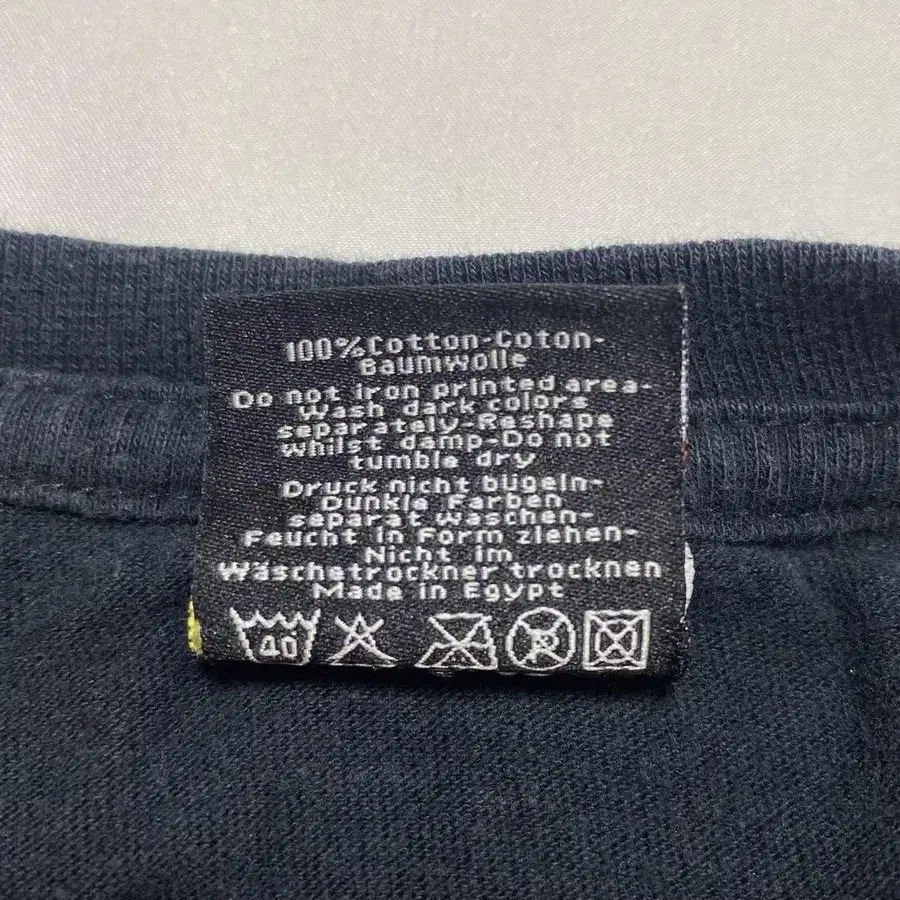 100%Cotton-Coton-
Baumwolle
Do not iron printed area-
Wash dark colors
separately-Reshape
whilst damp-Do not
tumble dry
Druck nicht bügeln-
Dunkle Farben
separat waschen-
Feucht in Form ziehen-
Nicht im
Wäschetrockner trocknen
Made in Egypt
40 P